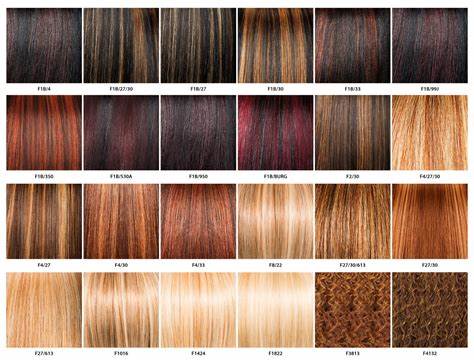 F1B/4
F1B/27/30
F1B/27
F1B/30
F1B/33
F1B/99J
F1B/350
F1B/530A
F1B/950
F1B/BURG
F2/30
F4/27/30
F4/27
F4/30
F4/33
F8/22
F27/30/613
F27/30
F27/613
F1016
F1424
F1822
F3813
F4132